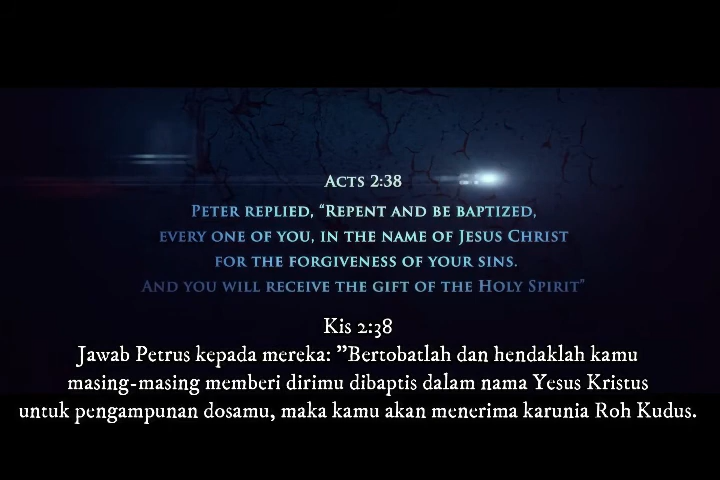 Acts 2:38
Peter replied, “Repent and be baptized,
every one of you, in the name of Jesus Christ
for the forgiveness of your sins.
And you will receive the gift of the Holy Spirit”
Kis 2:38
Jawab Petrus kepada mereka: "Bertobatlah dan hendaklah kamu
masing-masing memberi dirimu dibaptis dalam nama Yesus Kristus
untuk pengampunan dosamu, maka kamu akan menerima karunia Roh Kudus.